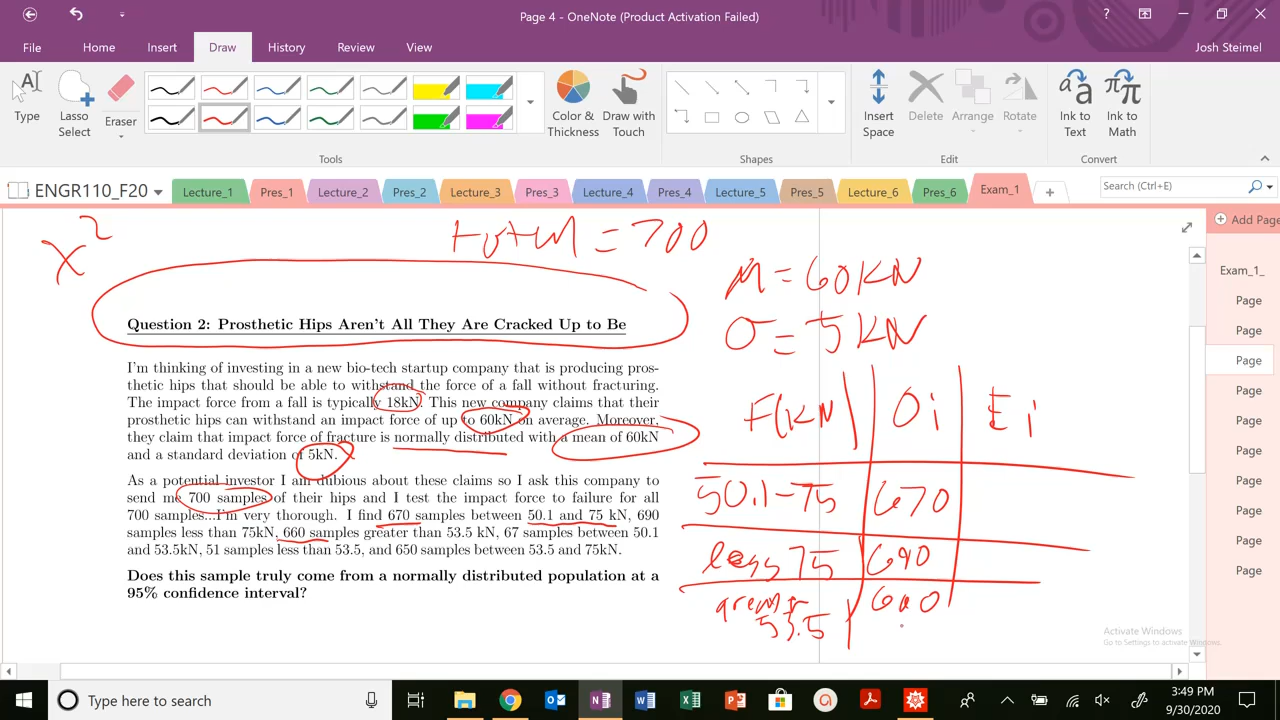 Page 4 - OneNote (Product Activation Failed)
?
File
Home
Insert
Draw
History
Review
View
Josh Steimel
Type
Lasso Select
Eraser
Color & Thickness
Draw with Touch
Insert Space
Delete
Arrange
Rotate
Ink to Text
Ink to Math
Tools
Shapes
Edit
Convert
ENGR110_F20
Lecture_1
Pres_1
Lecture_2
Pres_2
Lecture_3
Pres_3
Lecture_4
Pres_4
Lecture_5
Pres_5
Lecture_6
Pres_6
Exam_1
Search (Ctrl+E)
Add Page
Exam_1_
Page
Page
Page
Page
Page
Page
Page
Page
Page
Page
x²
total = 700
M = 60KN
σ = 5KN
Question 2: Prosthetic Hips Aren't All They Are Cracked Up to Be
I'm thinking of investing in a new bio-tech startup company that is producing pros-
thetic hips that should be able to withstand the force of a fall without fracturing.
The impact force from a fall is typically 18kN. This new company claims that their
prosthetic hips can withstand an impact force of up to 60kN on average. Moreover,
they claim that impact force of fracture is normally distributed with a mean of 60kN
and a standard deviation of 5kN.
As a potential investor I am dubious about these claims so I ask this company to
send me 700 samples of their hips and I test the impact force to failure for all
700 samples...I'm very thorough. I find 670 samples between 50.1 and 75 kN, 690
samples less than 75kN, 660 samples greater than 53.5 kN, 67 samples between 50.1
and 53.5kN, 51 samples less than 53.5, and 650 samples between 53.5 and 75kN.
Does this sample truly come from a normally distributed population at a
95% confidence interval?
F(KN) Oi Ei
50.1-75 670
less 75 690
greater 660
53.5
Activate Windows
Go to Settings to activate Windows.
Type here to search
3:49 PM
9/30/2020